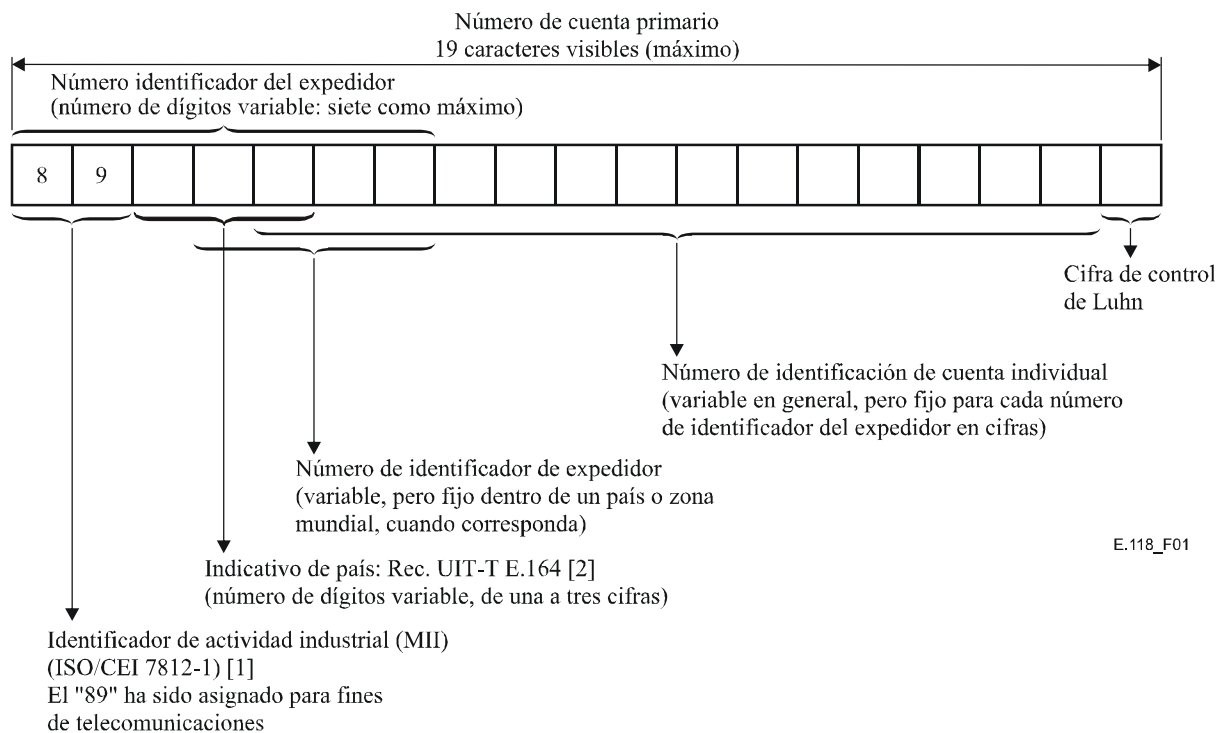 Número de cuenta primario
19 caracteres visibles (máximo)
Número identificador del expedidor
(número de dígitos variable: siete como máximo)
8 9
Cifra de control
de Luhn
Número de identificación de cuenta individual
(variable en general, pero fijo para cada número
de identificador del expedidor en cifras)
Número de identificador de expedidor
(variable, pero fijo dentro de un país o zona
mundial, cuando corresponda)
E.118_F01
Indicativo de país: Rec. UIT-T E.164 [2]
(número de dígitos variable, de una a tres cifras)
Identificador de actividad industrial (MII)
(ISO/CEI 7812-1) [1]
El "89" ha sido asignado para fines
de telecomunicaciones